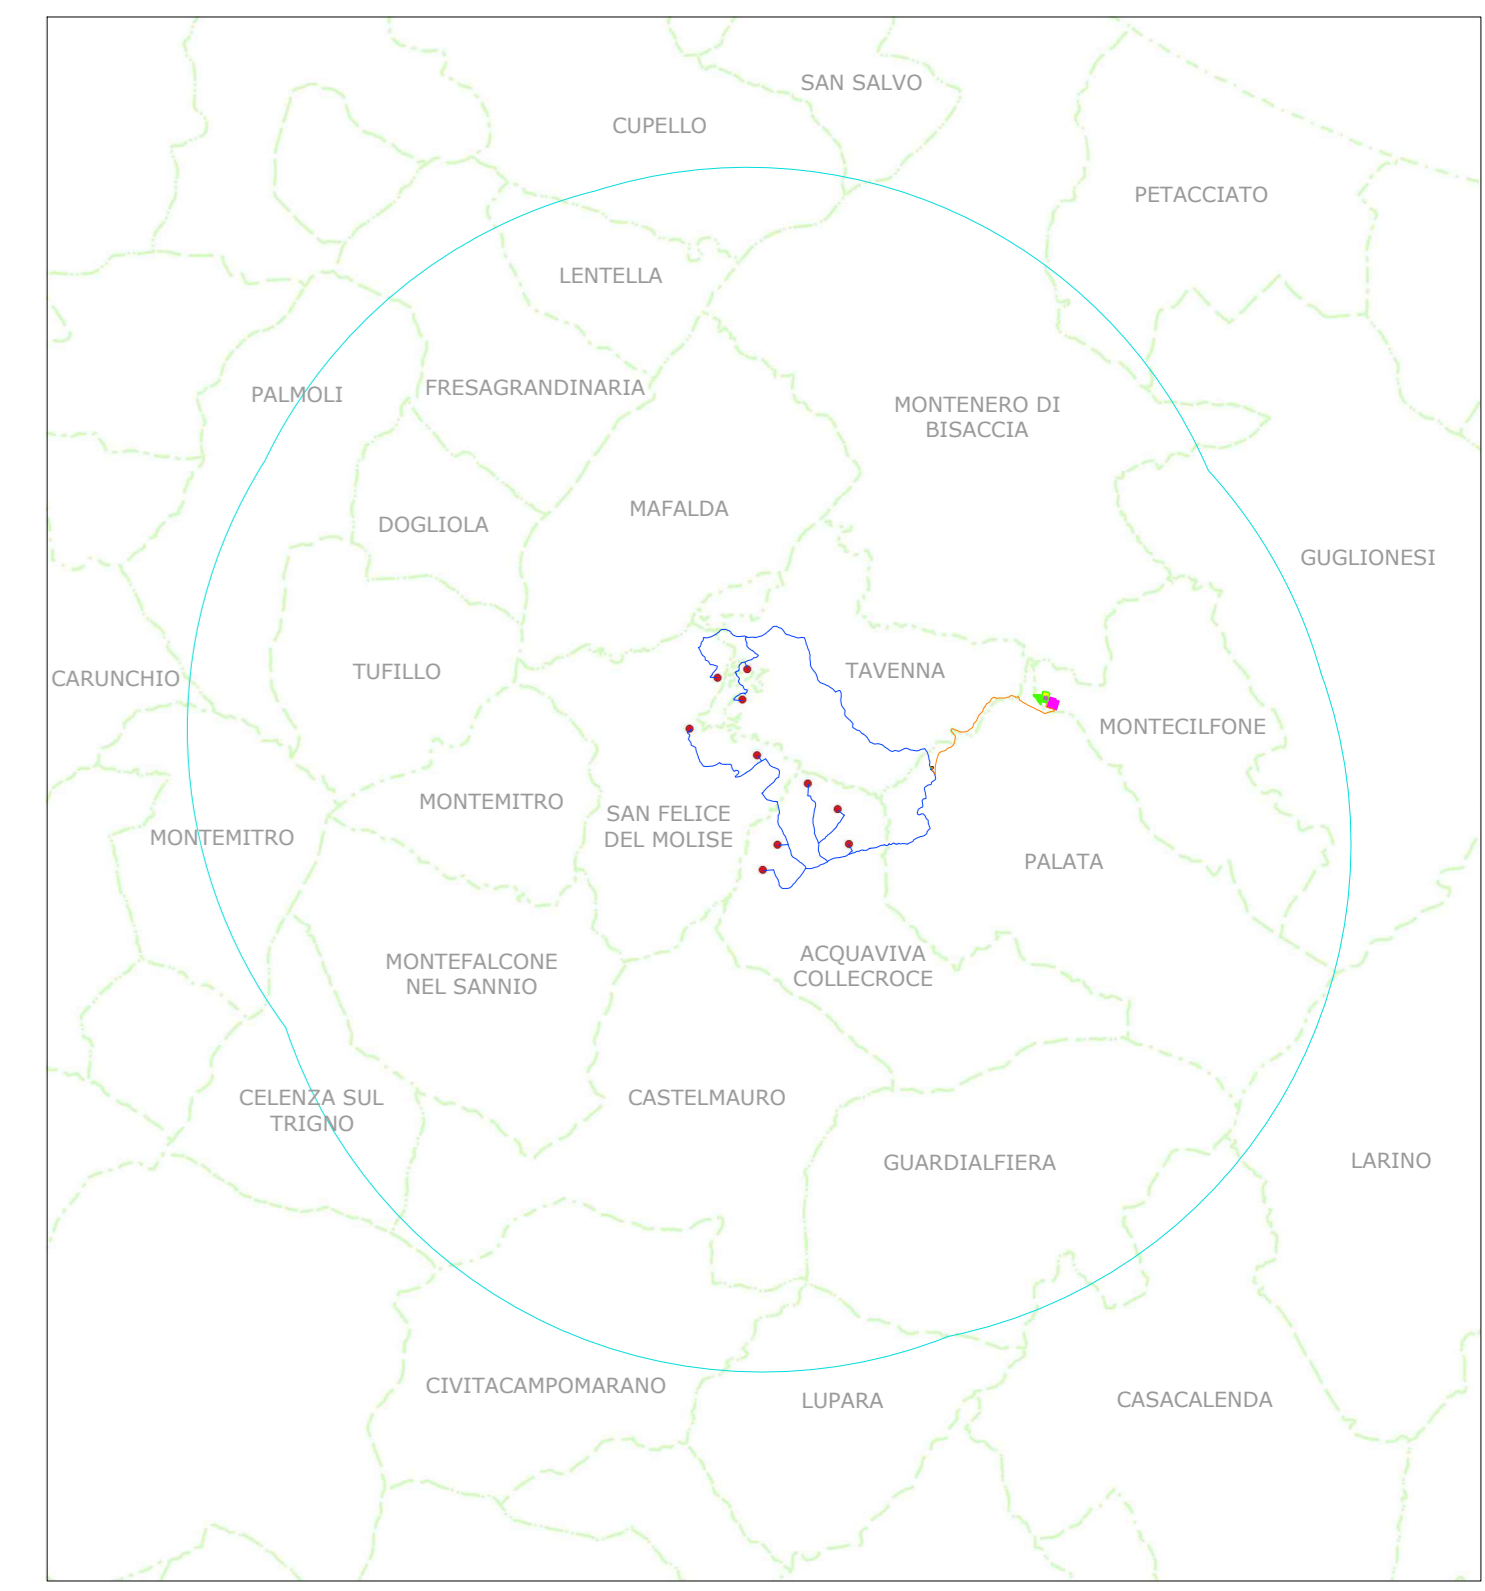 SAN SALVO
CUPELLO
PETACCIATO
LENTELLA
PALMOLI
FRESAGRANDINARIA
MONTENERO DI
BISACCIA
MAFALDA
DOGLIOLA
GUGLIONESI
CARUNCHIO
TUFILLO
TAVENNA
MONTECILFONE
MONTEMITRO
SAN FELICE
DEL MOLISE
MONTEMITRO
PALATA
MONTEFALCONE
NEL SANNIO
ACQUAVIVA
COLLECROCE
CELENZA SUL
TRIGNO
CASTELMAURO
GUARDIALFIERA
LARINO
CIVITACAMPOMARANO
LUPARA
CASACALENDA